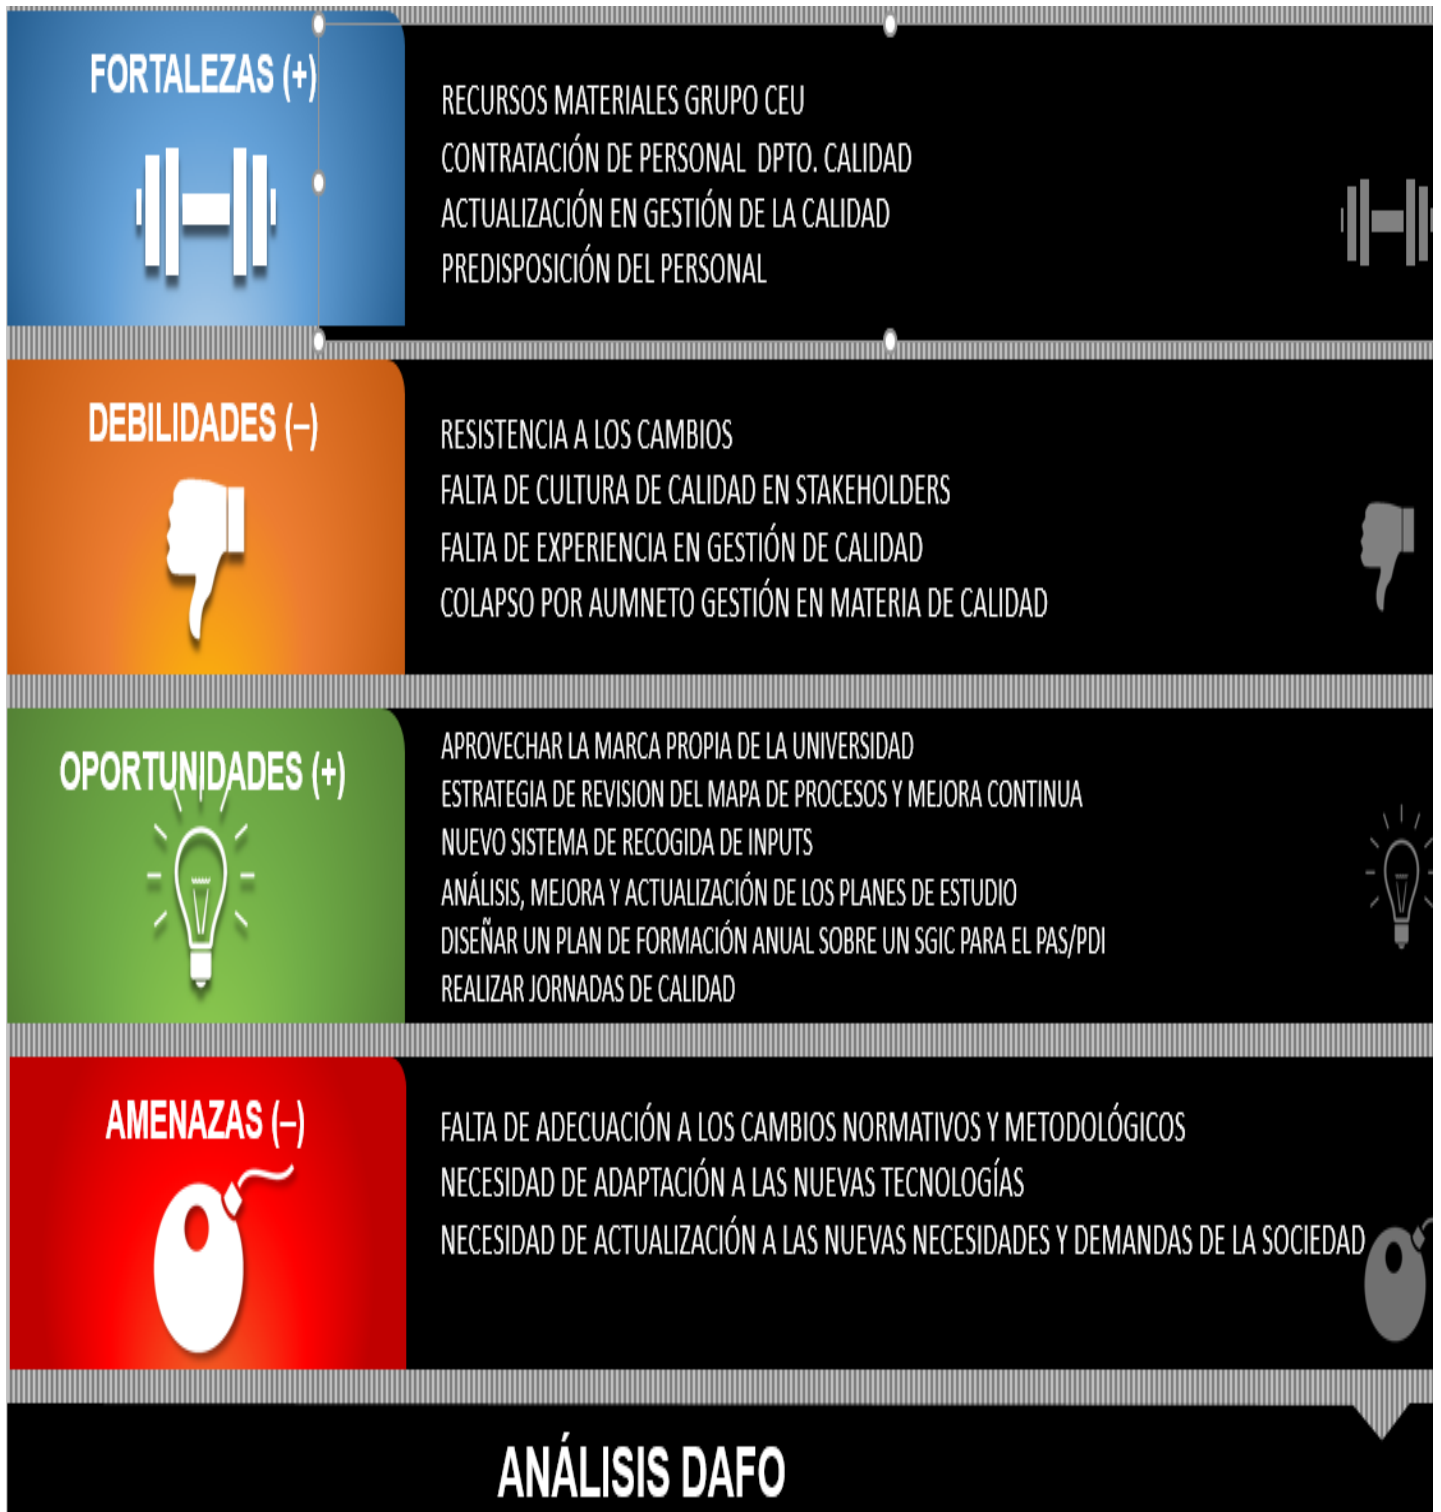 FORTALEZAS (+)
RECURSOS MATERIALES GRUPO CEU
CONTRATACIÓN DE PERSONAL DPTO. CALIDAD
ACTUALIZACIÓN EN GESTIÓN DE LA CALIDAD
PREDISPOSICIÓN DEL PERSONAL
DEBILIDADES (–)
RESISTENCIA A LOS CAMBIOS
FALTA DE CULTURA DE CALIDAD EN STAKEHOLDERS
FALTA DE EXPERIENCIA EN GESTIÓN DE CALIDAD
COLAPSO POR AUMNETO GESTIÓN EN MATERIA DE CALIDAD
OPORTUNIDADES (+)
APROVECHAR LA MARCA PROPIA DE LA UNIVERSIDAD
ESTRATEGIA DE REVISION DEL MAPA DE PROCESOS Y MEJORA CONTINUA
NUEVO SISTEMA DE RECOGIDA DE INPUTS
ANÁLISIS, MEJORA Y ACTUALIZACIÓN DE LOS PLANES DE ESTUDIO
DISEÑAR UN PLAN DE FORMACIÓN ANUAL SOBRE UN SGIC PARA EL PAS/PDI
REALIZAR JORNADAS DE CALIDAD
AMENAZAS (–)
FALTA DE ADECUACIÓN A LOS CAMBIOS NORMATIVOS Y METODOLÓGICOS
NECESIDAD DE ADAPTACIÓN A LAS NUEVAS TECNOLOGÍAS
NECESIDAD DE ACTUALIZACIÓN A LAS NUEVAS NECESIDADES Y DEMANDAS DE LA SOCIEDAD
ANÁLISIS DAFO